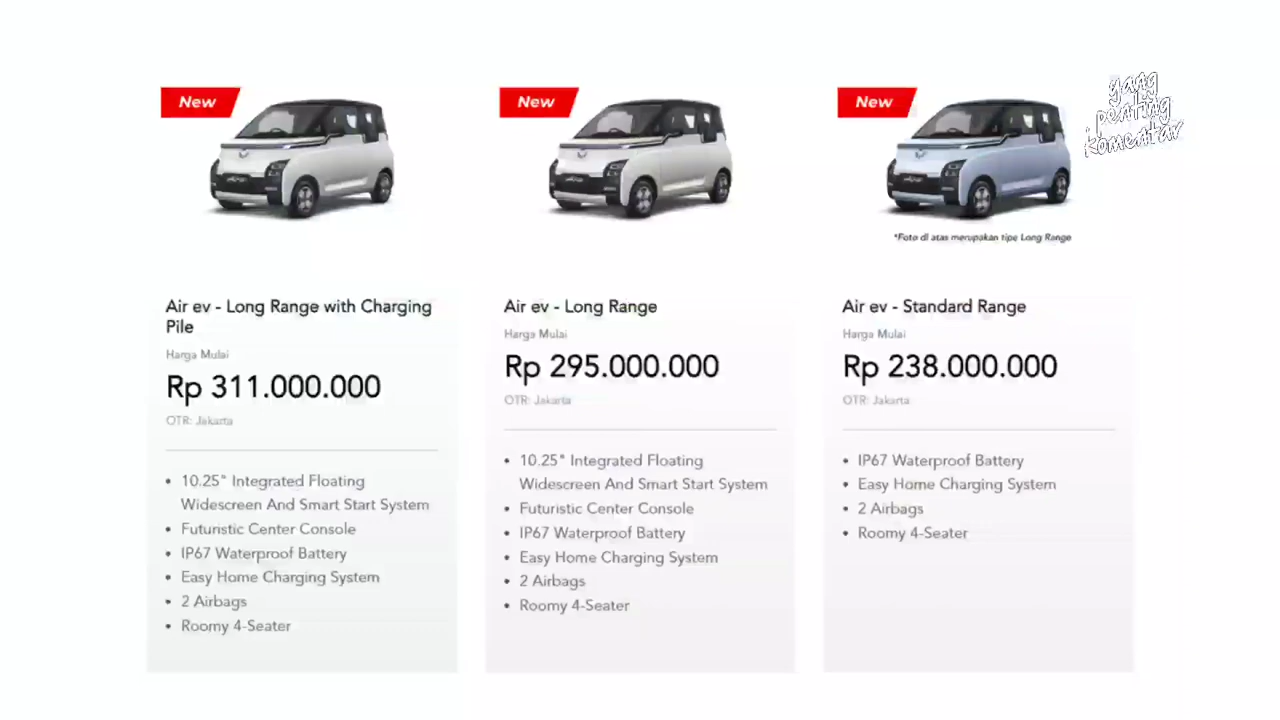 New
Air ev - Long Range with Charging
Pile
Harga Mulai
Rp 311.000.000
OTR: Jakarta
• 10.25" Integrated Floating
Widescreen And Smart Start System
• Futuristic Center Console
• IP67 Waterproof Battery
• Easy Home Charging System
• 2 Airbags
• Roomy 4-Seater
New
Air ev - Long Range
Harga Mulai
Rp 295.000.000
OTR: Jakarta
• 10.25" Integrated Floating
Widescreen And Smart Start System
• Futuristic Center Console
• IP67 Waterproof Battery
• Easy Home Charging System
• 2 Airbags
• Roomy 4-Seater
New
*Foto di atas merupakan tipe Long Range
Air ev - Standard Range
Harga Mulai
Rp 238.000.000
OTR: Jakarta
• IP67 Waterproof Battery
• Easy Home Charging System
• 2 Airbags
• Roomy 4-Seater
yang
penting
komentar